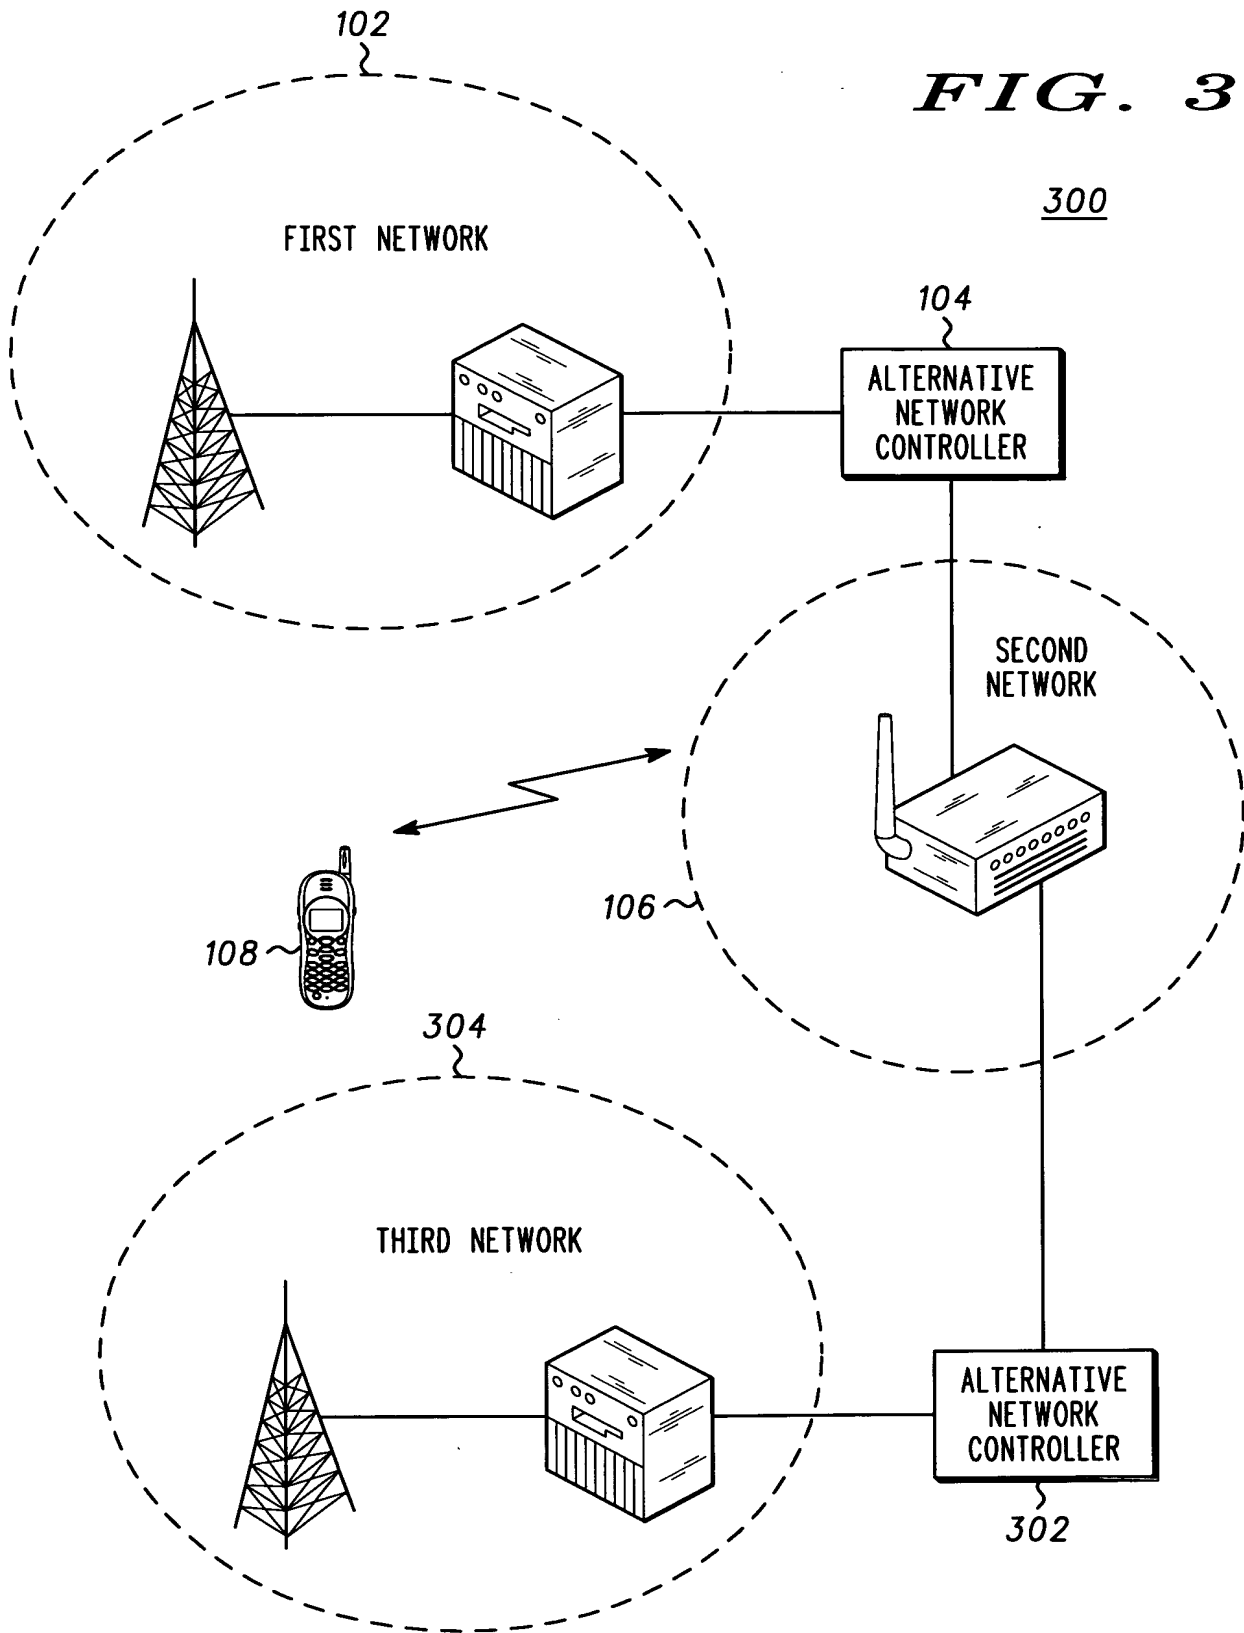 102
FIG. 3
300
FIRST NETWORK
104
ALTERNATIVE
NETWORK
CONTROLLER
SECOND
NETWORK
106
108
304
THIRD NETWORK
ALTERNATIVE
NETWORK
CONTROLLER
302